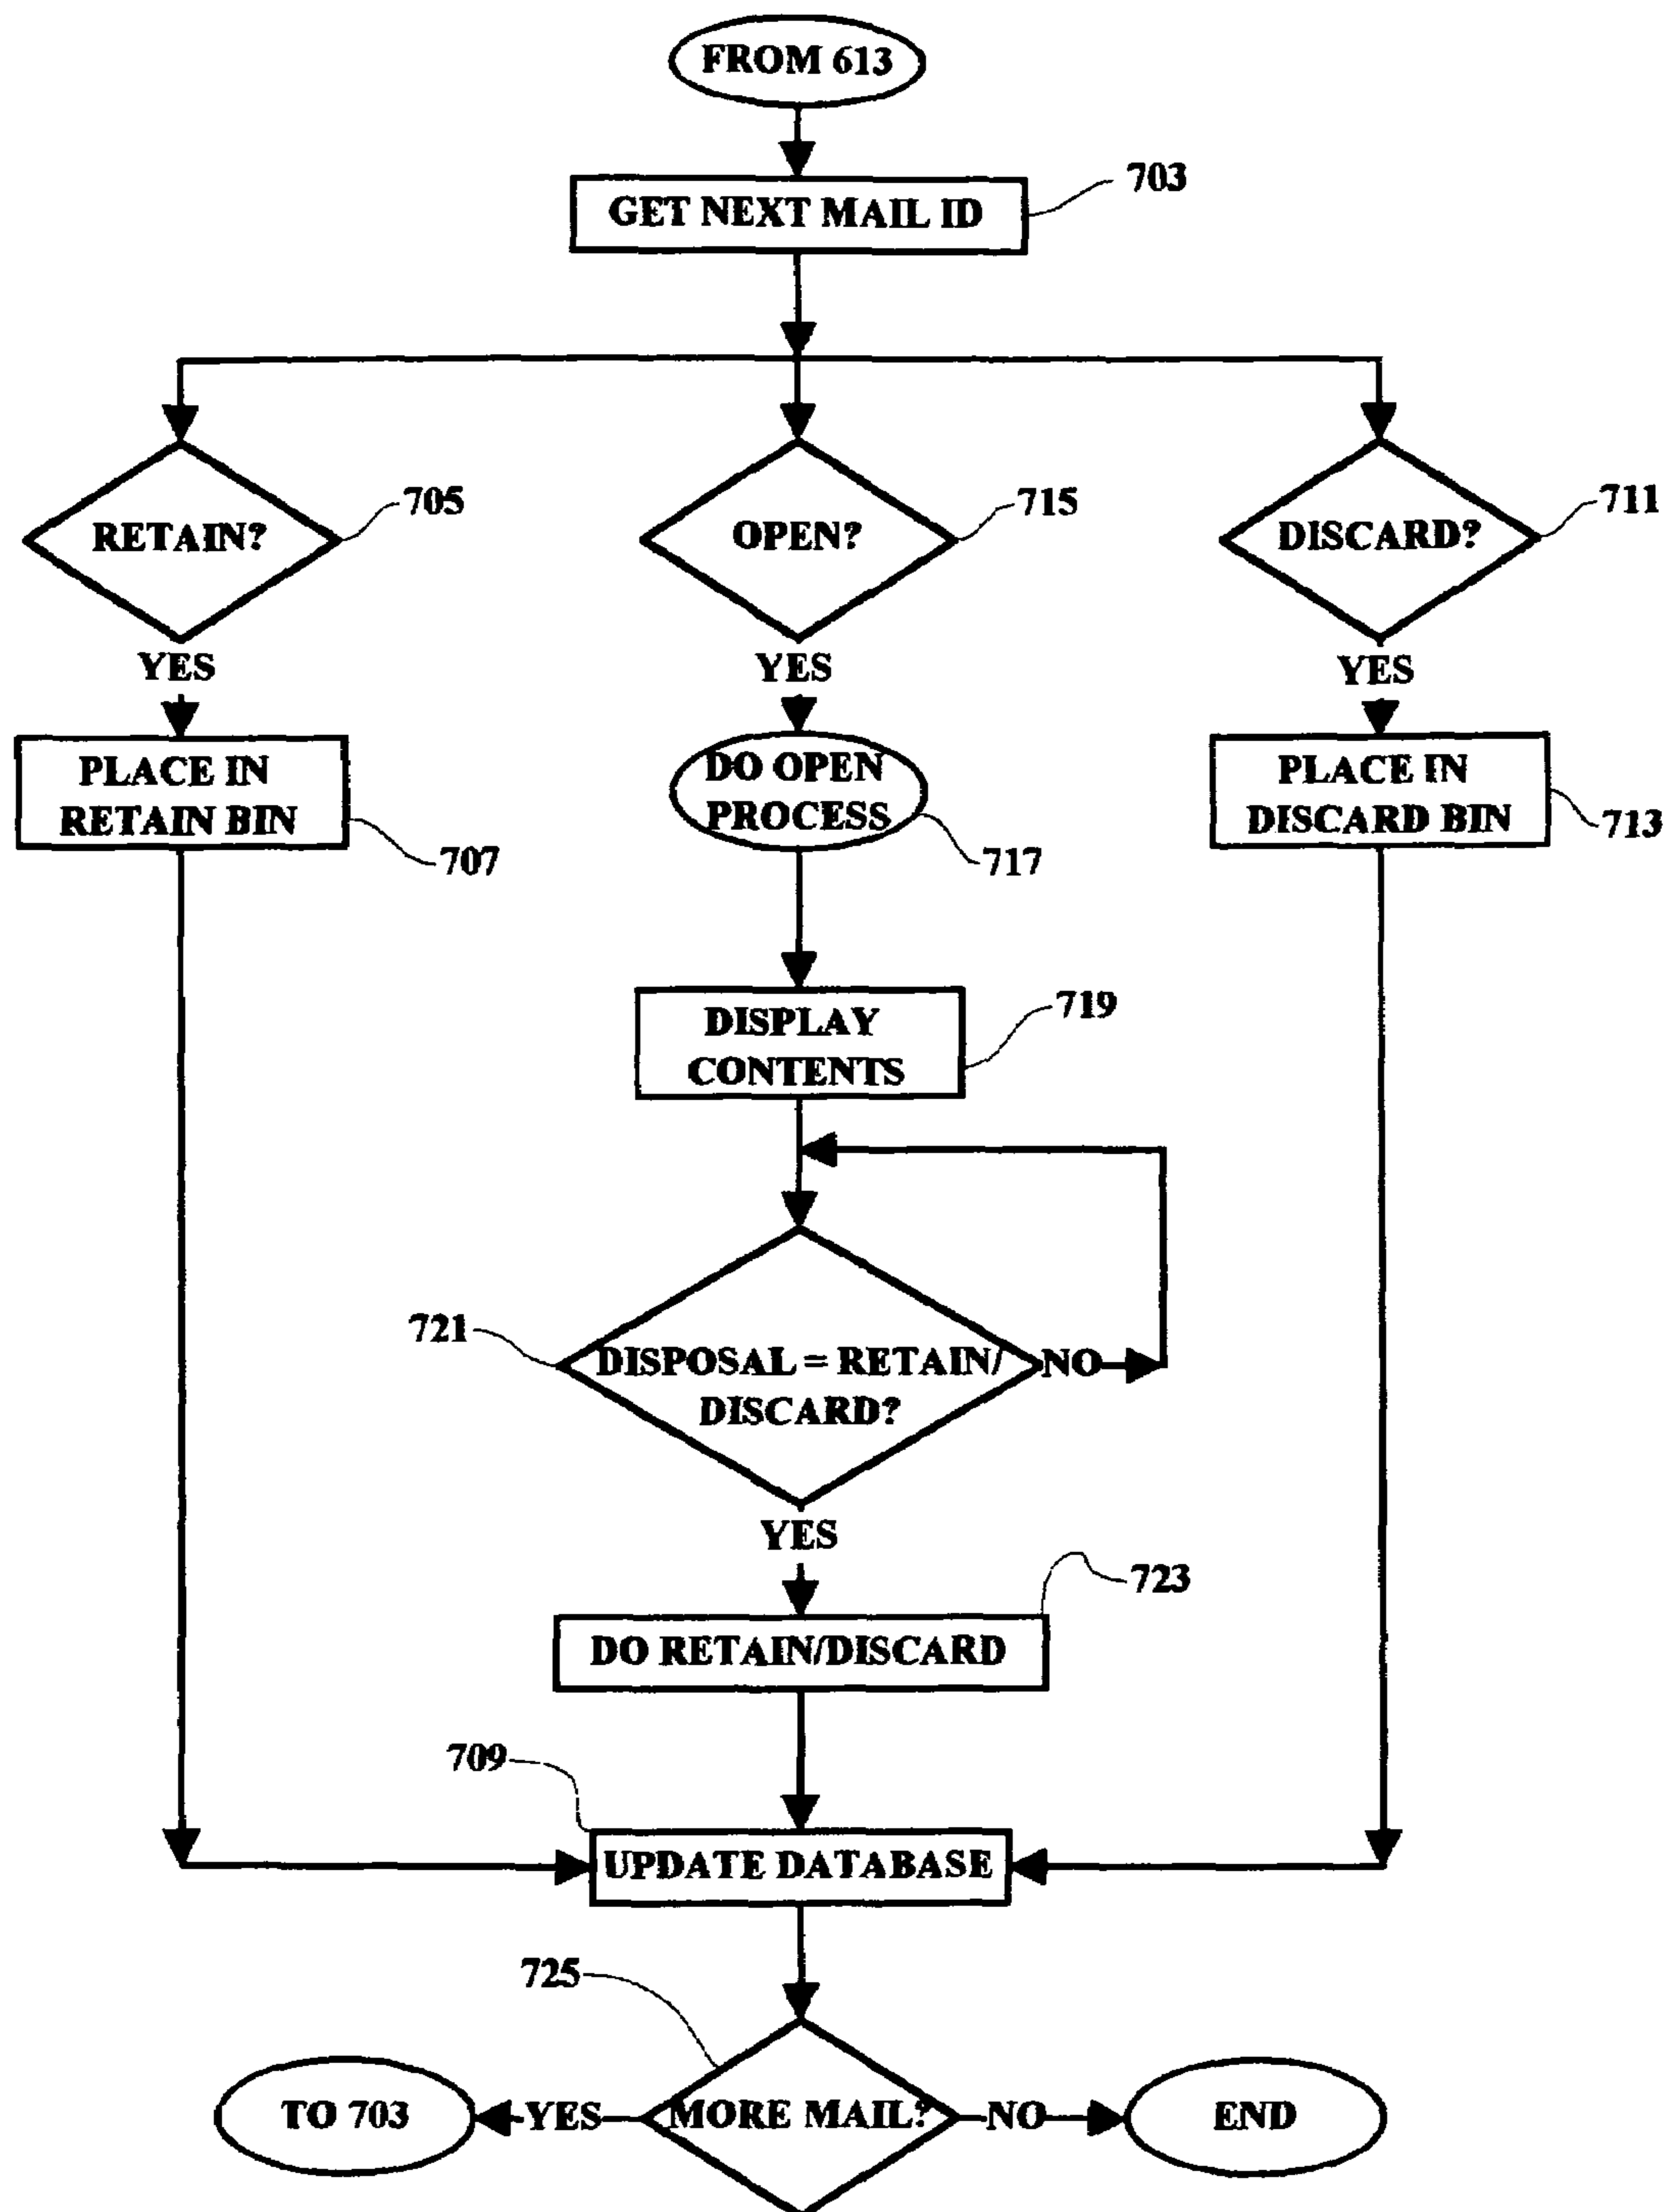 FROM 613
GET NEXT MAIL ID
703
RETAIN?
705
OPEN?
715
DISCARD?
711
YES
YES
YES
PLACE IN
RETAIN BIN
707
DO OPEN
PROCESS
717
PLACE IN
DISCARD BIN
713
DISPLAY
CONTENTS
719
721
DISPOSAL = RETAIN/
DISCARD?
NO
YES
723
DO RETAIN/DISCARD
709
UPDATE DATABASE
725
TO 703
YES
MORE MAIL?
NO
END